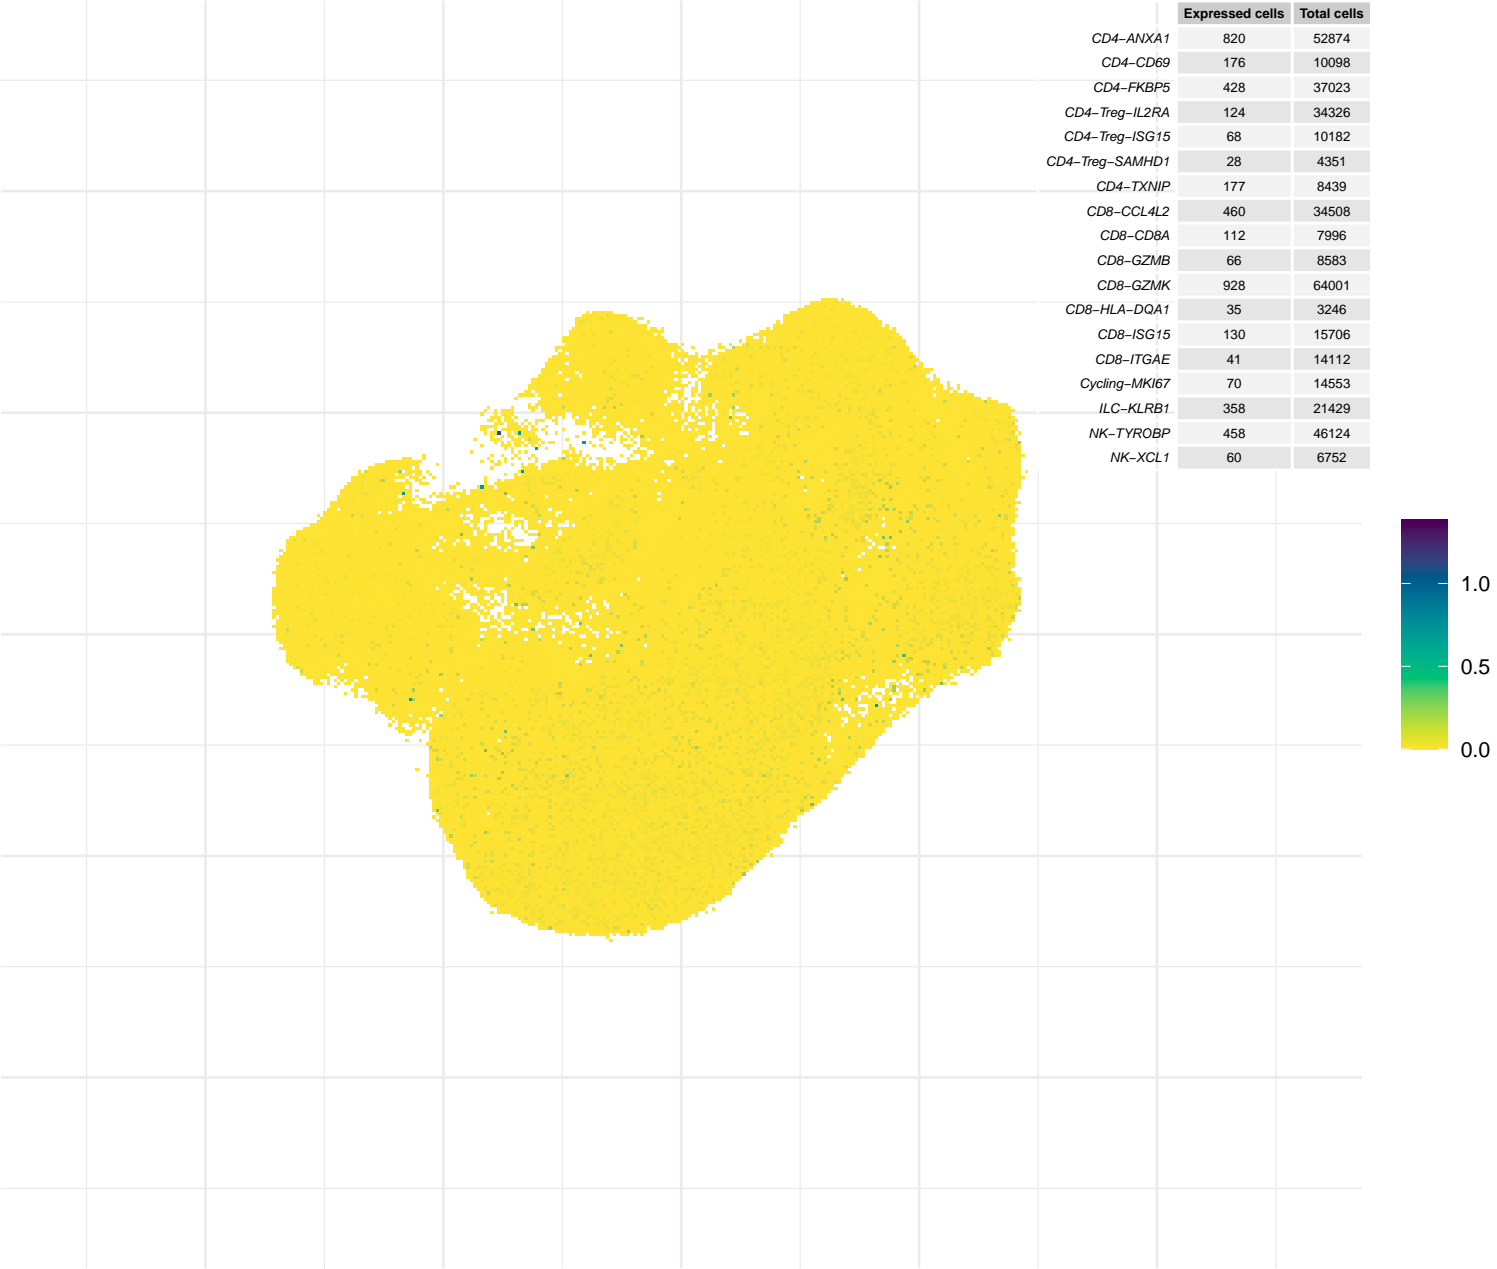 Expressed cells Total cells
CD4−ANXA1 820 52874
CD4−CD69 176 10098
CD4−FKBP5 428 37023
CD4−Treg−IL2RA 124 34326
CD4−Treg−ISG15 68 10182
CD4−Treg−SAMHD1 28 4351
CD4−TXNIP 177 8439
CD8−CCL4L2 460 34508
CD8−CD8A 112 7996
CD8−GZMB 66 8583
CD8−GZMK 928 64001
CD8−HLA−DQA1 35 3246
CD8−ISG15 130 15706
CD8−ITGAE 41 14112
Cycling−MKI67 70 14553
ILC−KLRB1 358 21429
NK−TYROBP 458 46124
NK−XCL1 60 6752
1.0
0.5
0.0